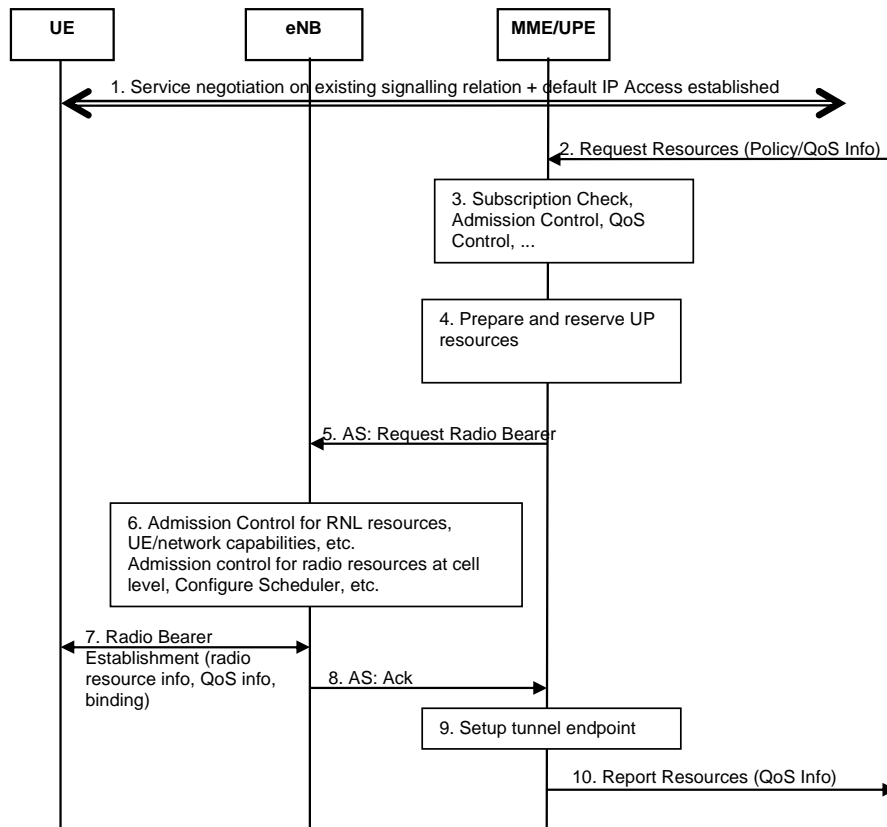 UE
eNB
MME/UPE
1. Service negotiation on existing signalling relation + default IP Access established
2. Request Resources (Policy/QoS Info)
3. Subscription Check,
Admission Control, QoS
Control, ...
4. Prepare and reserve UP
resources
5. AS: Request Radio Bearer
6. Admission Control for RNL resources,
UE/network capabilities, etc.
Admission control for radio resources at cell
level, Configure Scheduler, etc.
7. Radio Bearer
Establishment (radio
resource info, QoS info,
binding)
8. AS: Ack
9. Setup tunnel endpoint
10. Report Resources (QoS Info)